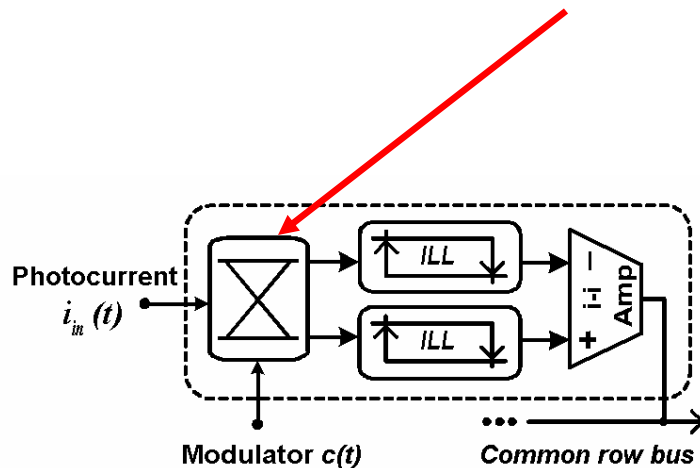 Photocurrent
i_in (t)
ILL
ILL
i-i
Amp
− 
+
Modulator c(t)
•••
Common row bus